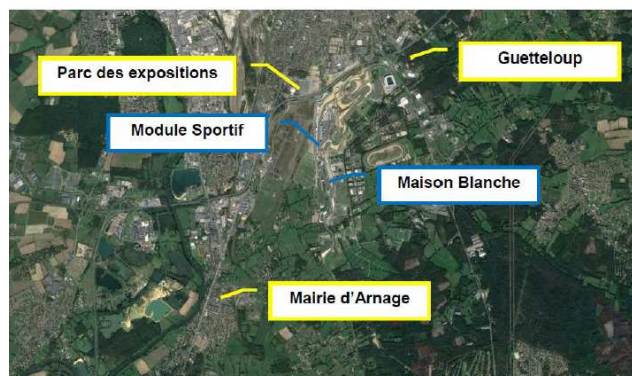 Guetteloup
Parc des expositions
Module Sportif
Maison Blanche
Mairie d'Arnage